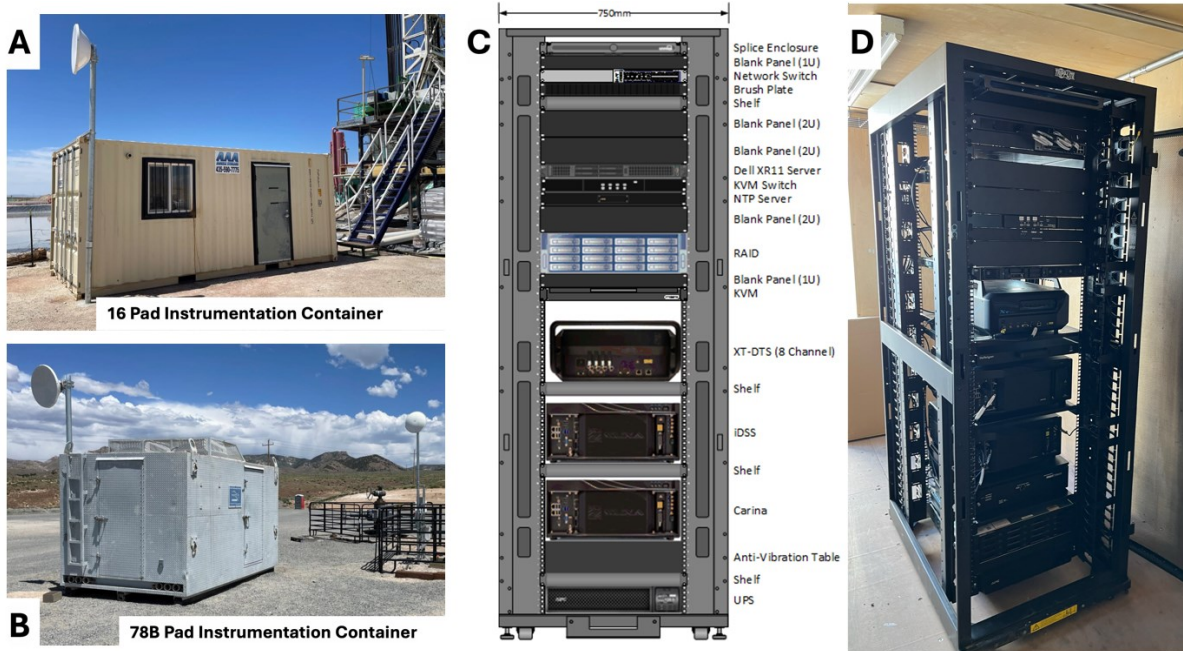 A
AAA
16 Pad Instrumentation Container
B
78B Pad Instrumentation Container
C
750mm
Splice Enclosure
Blank Panel (1U)
Network Switch
Brush Plate
Shelf
Blank Panel (2U)
Blank Panel (2U)
Dell XR11 Server
KVM Switch
NTP Server
Blank Panel (2U)
RAID
Blank Panel (1U)
KVM
XT-DTS (8 Channel)
Shelf
iDSS
Shelf
Carina
Anti-Vibration Table
Shelf
UPS
APC
D